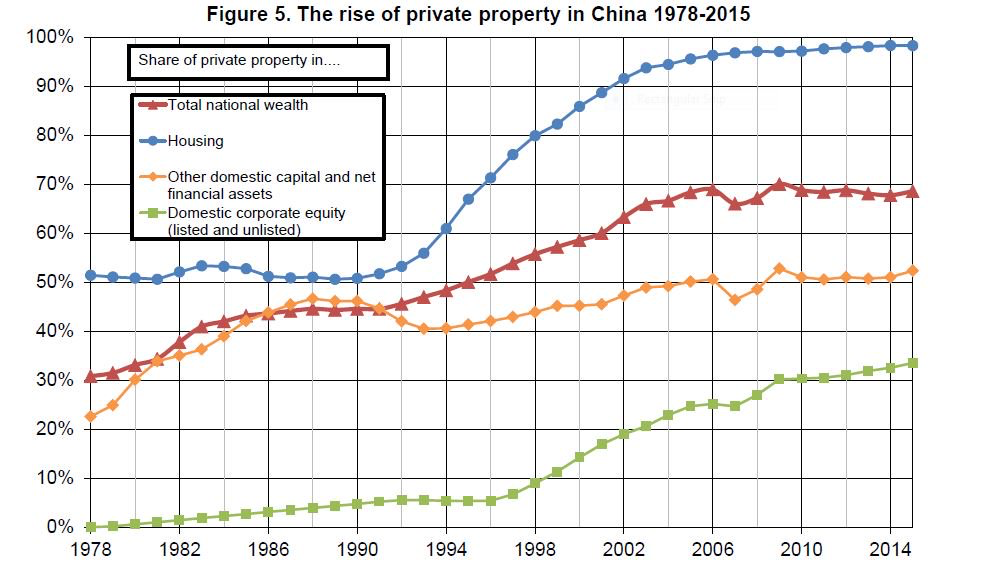 Figure 5. The rise of private property in China 1978-2015
100%
90%
80%
70%
60%
50%
40%
30%
20%
10%
0%
Share of private property in....
Total national wealth
Housing
Other domestic capital and net
financial assets
Domestic corporate equity
(listed and unlisted)
1978 1982 1986 1990 1994 1998 2002 2006 2010 2014